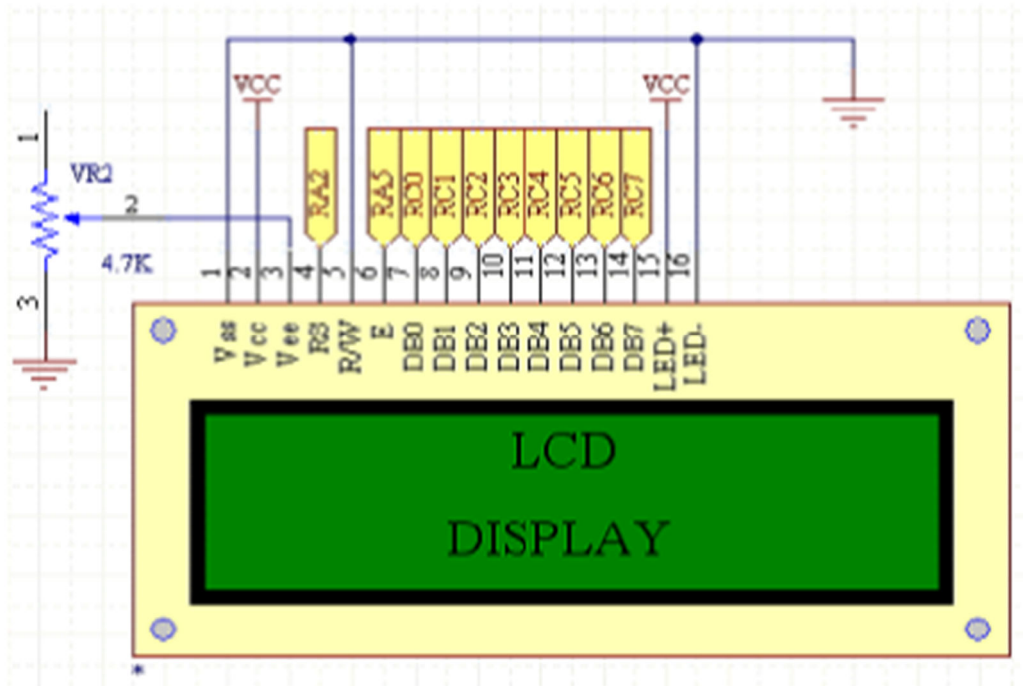 VCC VCC
1
VR2
2
4.7K
3
RA2 RA5 RC0 RC1 RC2 RC3 RC4 RC5 RC6 RC7
1 2 3 4 5 6 7 8 9 10 11 12 13 14 15 16
Vss Vcc Vee RS R/W E DB0 DB1 DB2 DB3 DB4 DB5 DB6 DB7 LED+ LED-
LCD
DISPLAY
*